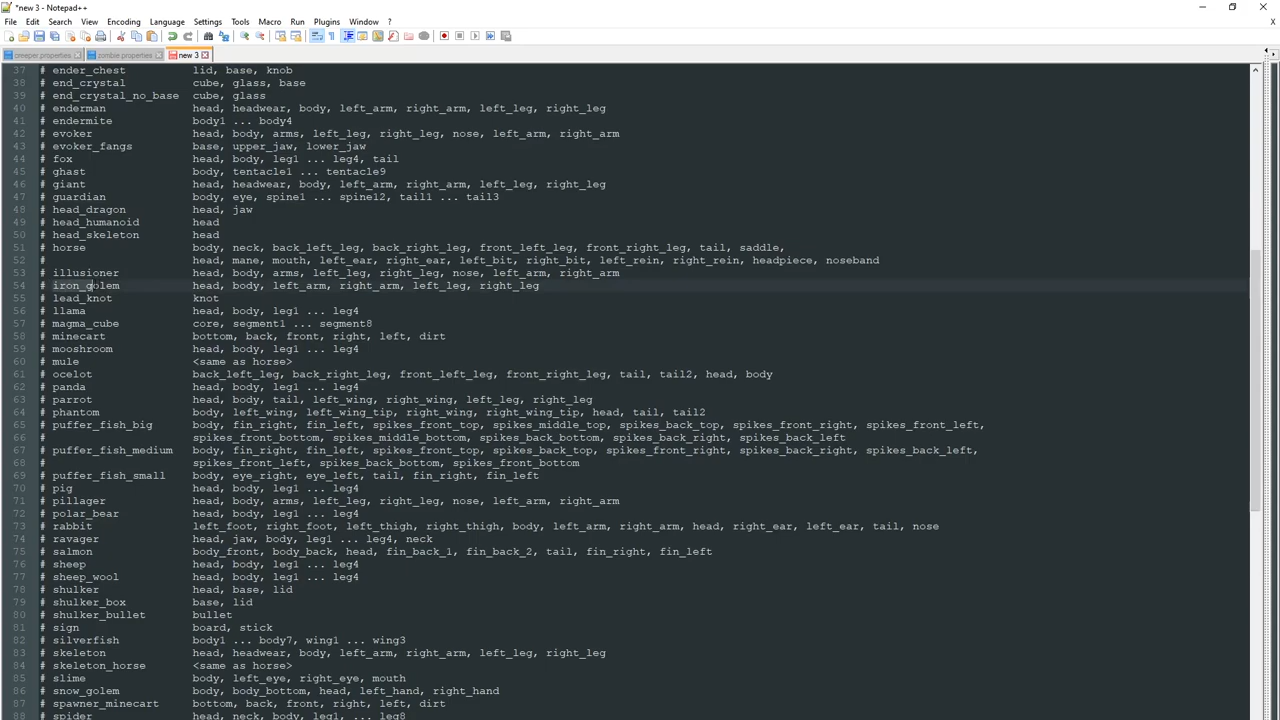 *new 3 - Notepad++
File Edit Search View Encoding Language Settings Tools Macro Run Plugins Window ?
creeper.properties zombie.properties new 3
37 # ender_chest lid, base, knob
38 # end_crystal cube, glass, base
39 # end_crystal_no_base cube, glass
40 # enderman head, headwear, body, left_arm, right_arm, left_leg, right_leg
41 # endermite body1 ... body4
42 # evoker head, body, arms, left_leg, right_leg, nose, left_arm, right_arm
43 # evoker_fangs base, upper_jaw, lower_jaw
44 # fox head, body, leg1 ... leg4, tail
45 # ghast body, tentacle1 ... tentacle9
46 # giant head, headwear, body, left_arm, right_arm, left_leg, right_leg
47 # guardian body, eye, spine1 ... spine12, tail1 ... tail3
48 # head_dragon head, jaw
49 # head_humanoid head
50 # head_skeleton head
51 # horse body, neck, back_left_leg, back_right_leg, front_left_leg, front_right_leg, tail, saddle,
52 # head, mane, mouth, left_ear, right_ear, left_bit, right_bit, left_rein, right_rein, headpiece, noseband
53 # illusioner head, body, arms, left_leg, right_leg, nose, left_arm, right_arm
54 # iron_golem head, body, left_arm, right_arm, left_leg, right_leg
55 # lead_knot knot
56 # llama head, body, leg1 ... leg4
57 # magma_cube core, segment1 ... segment8
58 # minecart bottom, back, front, right, left, dirt
59 # mooshroom head, body, leg1 ... leg4
60 # mule <same as horse>
61 # ocelot back_left_leg, back_right_leg, front_left_leg, front_right_leg, tail, tail2, head, body
62 # panda head, body, leg1 ... leg4
63 # parrot head, body, tail, left_wing, right_wing, left_leg, right_leg
64 # phantom body, left_wing, left_wing_tip, right_wing, right_wing_tip, head, tail, tail2
65 # puffer_fish_big body, fin_right, fin_left, spikes_front_top, spikes_middle_top, spikes_back_top, spikes_front_right, spikes_front_left,
66 # spikes_front_bottom, spikes_middle_bottom, spikes_back_bottom, spikes_back_right, spikes_back_left
67 # puffer_fish_medium body, fin_right, fin_left, spikes_front_top, spikes_back_top, spikes_front_right, spikes_back_right, spikes_back_left,
68 # spikes_front_left, spikes_back_bottom, spikes_front_bottom
69 # puffer_fish_small body, eye_right, eye_left, tail, fin_right, fin_left
70 # pig head, body, leg1 ... leg4
71 # pillager head, body, arms, left_leg, right_leg, nose, left_arm, right_arm
72 # polar_bear head, body, leg1 ... leg4
73 # rabbit left_foot, right_foot, left_thigh, right_thigh, body, left_arm, right_arm, head, right_ear, left_ear, tail, nose
74 # ravager head, jaw, body, leg1 ... leg4, neck
75 # salmon body_front, body_back, head, fin_back_1, fin_back_2, tail, fin_right, fin_left
76 # sheep head, body, leg1 ... leg4
77 # sheep_wool head, body, leg1 ... leg4
78 # shulker head, base, lid
79 # shulker_box base, lid
80 # shulker_bullet bullet
81 # sign board, stick
82 # silverfish body1 ... body7, wing1 ... wing3
83 # skeleton head, headwear, body, left_arm, right_arm, left_leg, right_leg
84 # skeleton_horse <same as horse>
85 # slime body, left_eye, right_eye, mouth
86 # snow_golem body, body_bottom, head, left_hand, right_hand
87 # spawner_minecart bottom, back, front, right, left, dirt
88 # spider head, neck, body, leg1 ... leg8